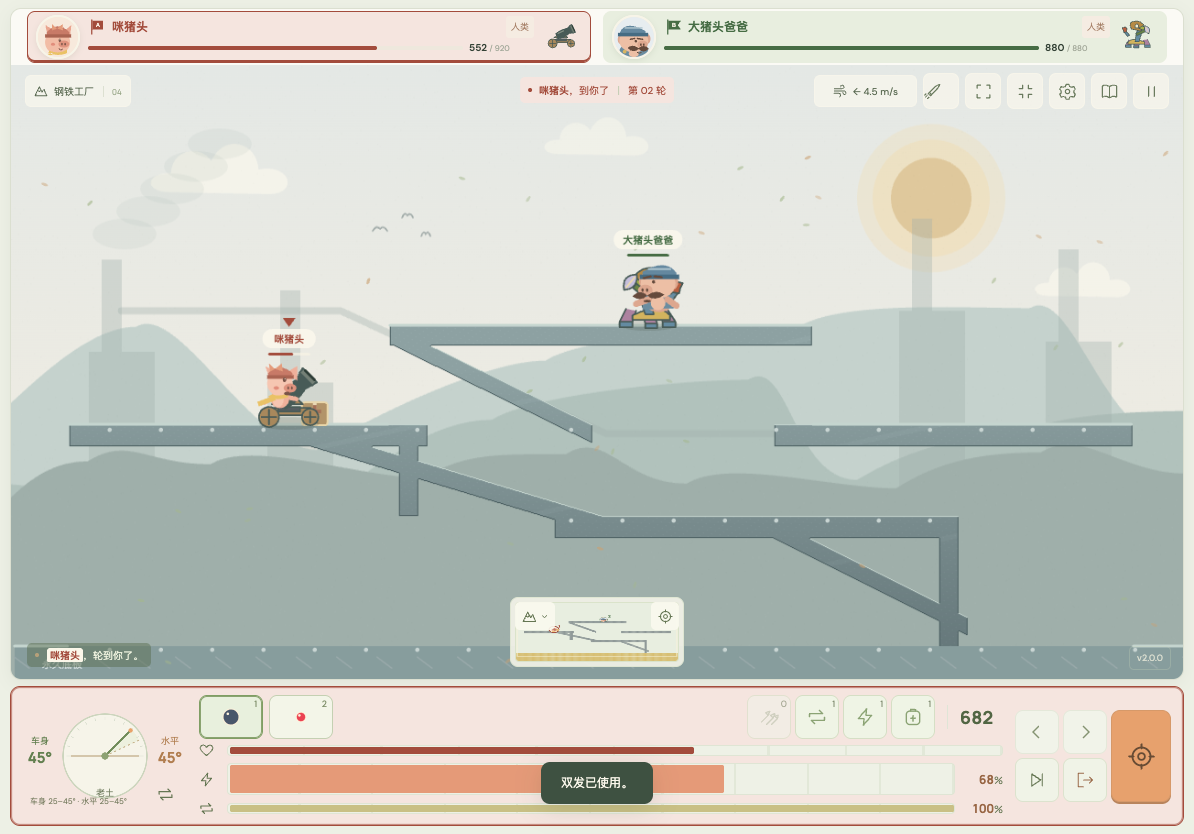 咪猪头
人类
552 / 920
大猪头爸爸
人类
880 / 880
钢铁工厂 04
咪猪头，到你了 第 02 轮
← 4.5 m/s
大猪头爸爸
咪猪头
咪猪头，轮到你了。
v2.0.0
车身
45°
水平
45°
老土
车身 25–45° · 水平 25–45°
1
2
0
1
1
1
682
68%
100%
双发已使用。